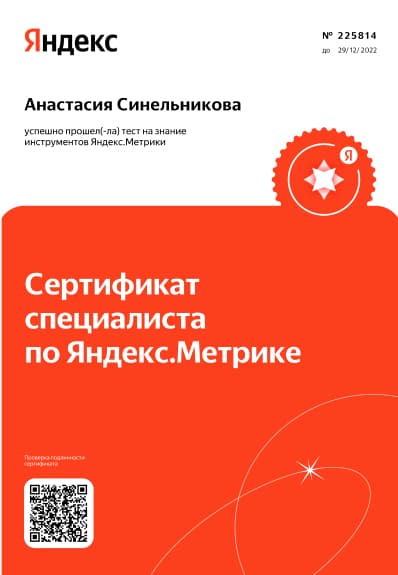 Яндекс
№ 225814
до 29/12/2022
Анастасия Синельникова
успешно прошел(-ла) тест на знание
инструментов Яндекс.Метрики
Я
Сертификат
специалиста
по Яндекс.Метрике
Проверка подлинности
сертификата